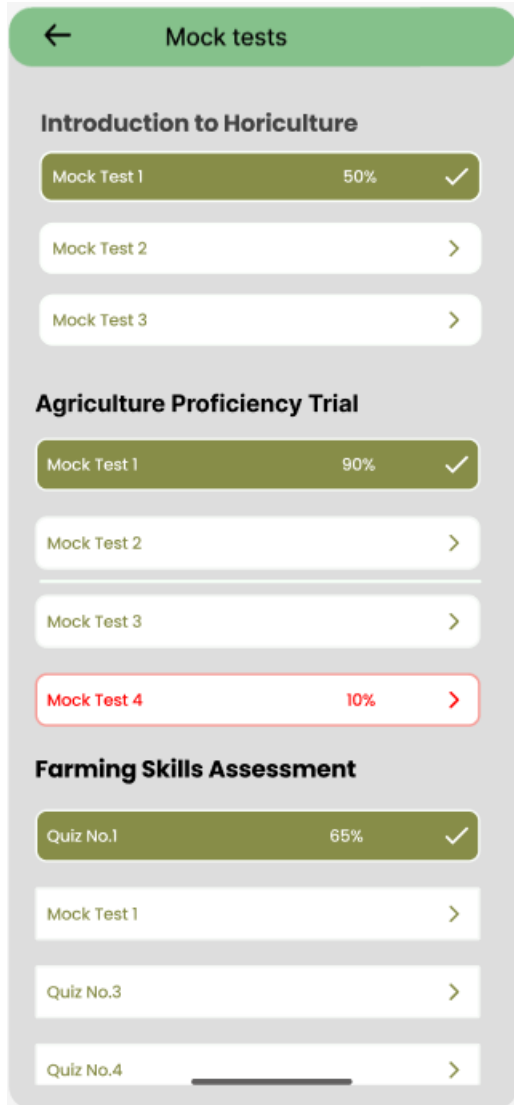 Mock tests
Introduction to Horiculture
Mock Test 1 50%
Mock Test 2
Mock Test 3
Agriculture Proficiency Trial
Mock Test 1 90%
Mock Test 2
Mock Test 3
Mock Test 4 10%
Farming Skills Assessment
Quiz No.1 65%
Mock Test 1
Quiz No.3
Quiz No.4